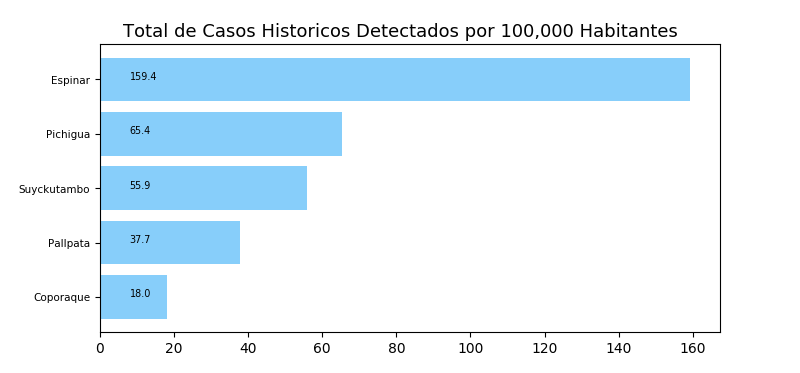 Total de Casos Historicos Detectados por 100,000 Habitantes
Espinar 159.4
Pichigua 65.4
Suyckutambo 55.9
Pallpata 37.7
Coporaque 18.0
0 20 40 60 80 100 120 140 160